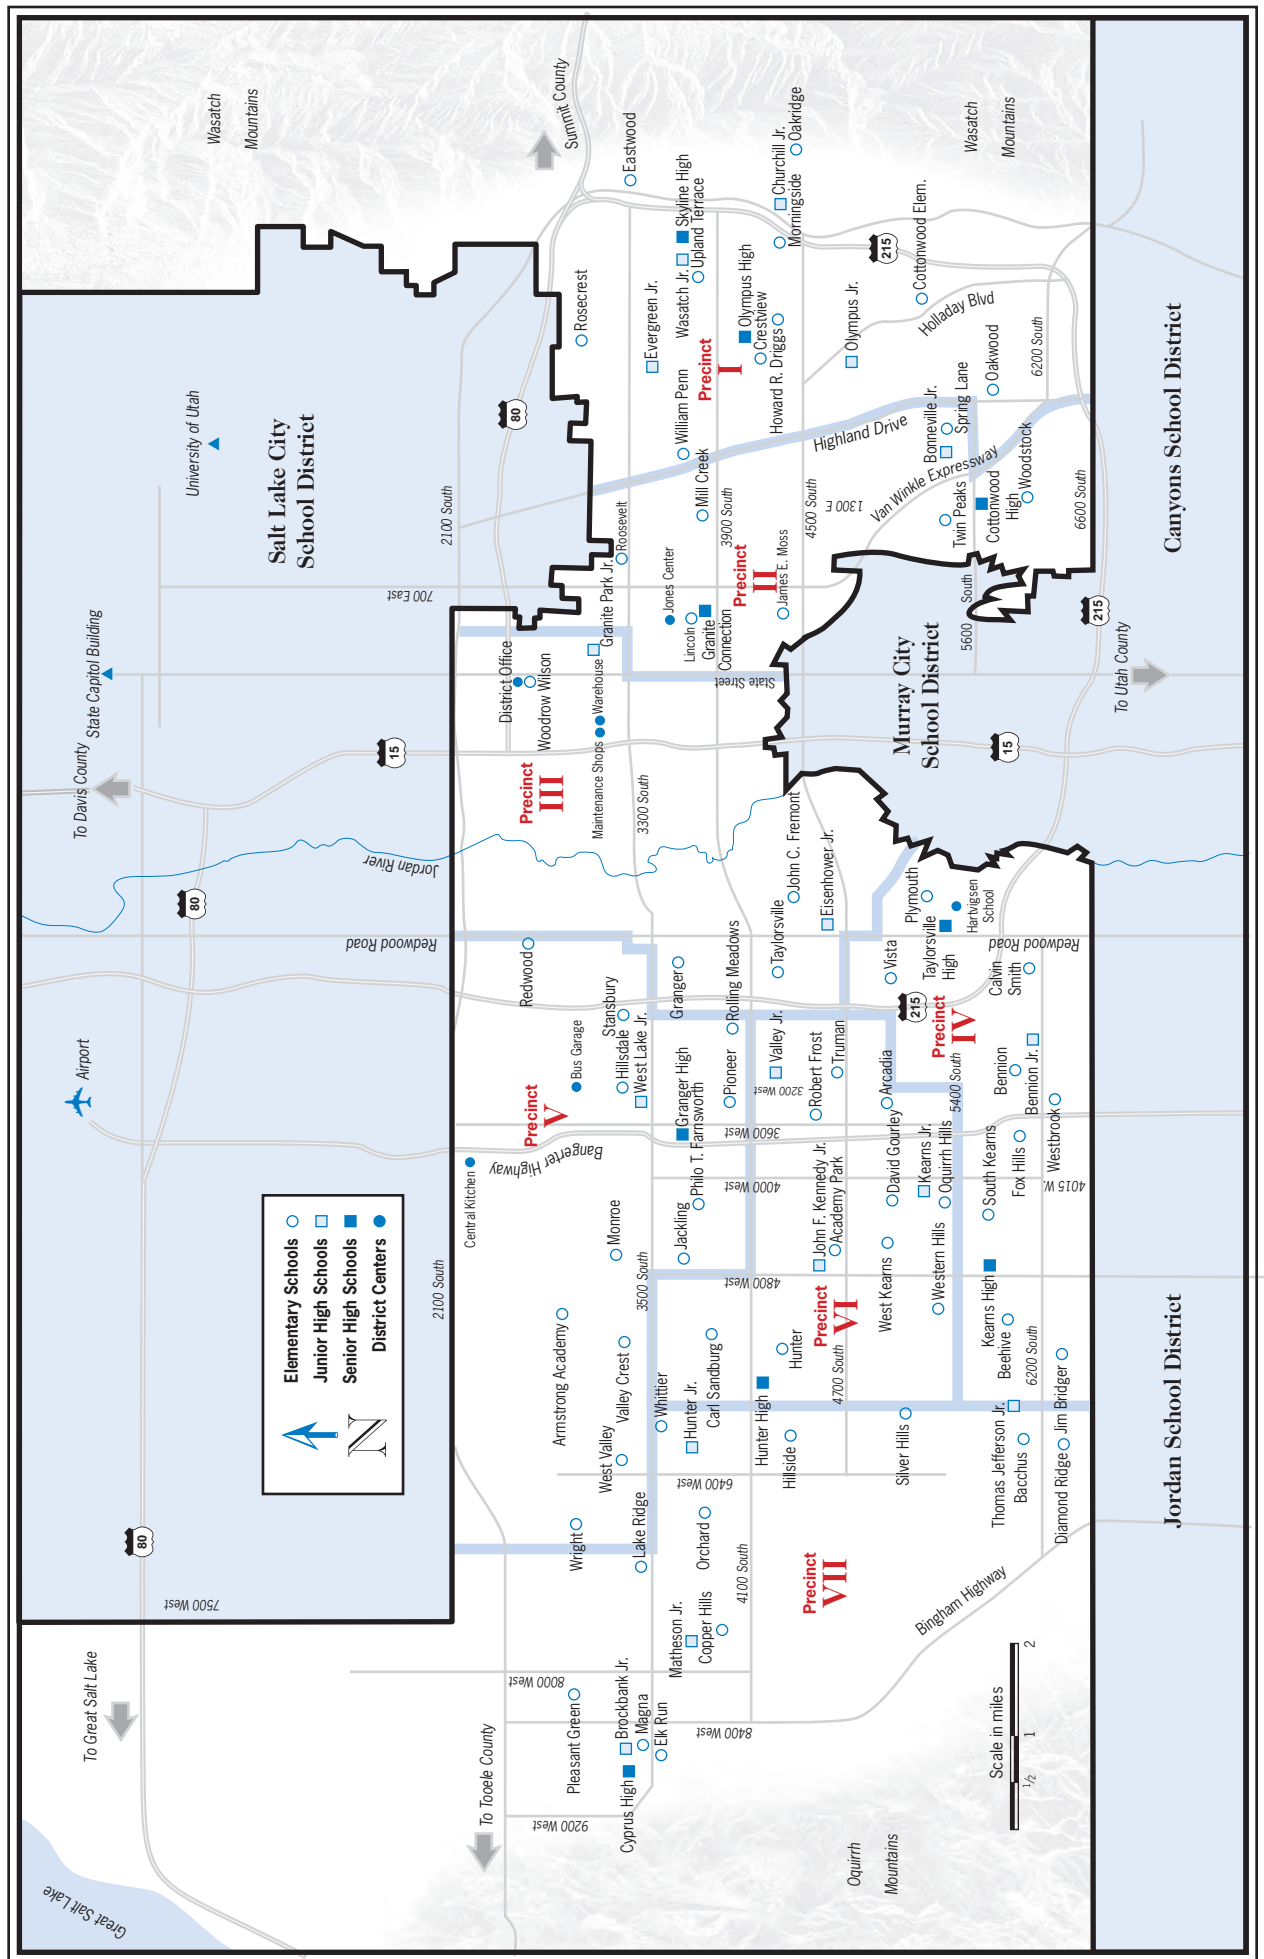 Great Salt Lake
To Great Salt Lake
To Tooele County
Oquirrh
Mountains
80
7500 West
2100 South
N
Elementary Schools
Junior High Schools
Senior High Schools
District Centers
Airport
80
To Davis County
State Capitol Building
University of Utah
Salt Lake City
School District
Wasatch
Mountains
Jordan River
Redwood Road
15
700 East
2100 South
80
Summit County
9200 West
8400 West
8000 West
Pleasant Green
Cyprus High
Brockbank Jr.
Magna
Elk Run
Matheson Jr.
Copper Hills
Wright
Lake Ridge
Orchard
4100 South
6400 West
Precinct
VII
Bingham Highway
Armstrong Academy
West Valley
Valley Crest
Whittier
Hunter Jr.
Carl Sandburg
Hunter High
Hillside
Hunter
Silver Hills
Thomas Jefferson Jr.
Bacchus
Diamond Ridge
Jim Bridger
Central Kitchen
Bangerter Highway
Monroe
3500 South
Jackling
Philo T. Farnsworth
Granger High
4800 West
4000 West
3600 West
3200 West
Precinct
V
Bus Garage
Hillsdale
Stansbury
West Lake Jr.
Redwood
Granger
Rolling Meadows
Pioneer
Valley Jr.
Robert Frost
Truman
Taylorsville
John C. Fremont
Eisenhower Jr.
John F. Kennedy Jr.
Academy Park
Precinct
VI
4700 South
West Kearns
David Gourley
Arcadia
Kearns Jr.
Oquirrh Hills
Western Hills
Kearns High
Beehive
6200 South
South Kearns
Fox Hills
Westbrook
4015 W.
Bennion
Bennion Jr.
5400 South
Precinct
IV
215
Vista
Plymouth
Taylorsville
High
Hartvigsen
School
Calvin
Smith
Redwood Road
District Office
Woodrow Wilson
Precinct
III
Maintenance Shops
Warehouse
3300 South
Granite Park Jr.
Roosevelt
Jones Center
Lincoln
Granite
Connection
State Street
Precinct
II
James E. Moss
Mill Creek
William Penn
3900 South
4500 South
1300 E
Highland Drive
Van Winkle Expressway
Murray City
School District
15
5600 South
215
To Utah County
Rosecrest
Eastwood
Evergreen Jr.
Wasatch Jr.
Skyline High
Upland Terrace
Precinct
I
Olympus High
Crestview
Howard R. Driggs
Churchill Jr.
Morningside
Oakridge
Olympus Jr.
215
Cottonwood Elem.
Holladay Blvd
Oakwood
6200 South
Bonneville Jr.
Spring Lane
Twin Peaks
Cottonwood
High
Woodstock
6600 South
Wasatch
Mountains
Scale in miles
1/2
1
2
Jordan School District
Canyons School District